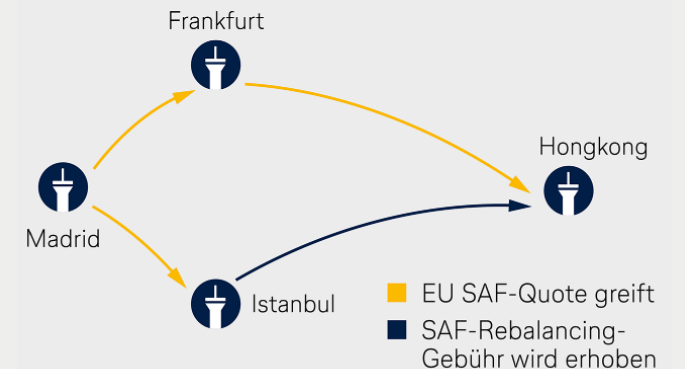 Frankfurt
Hongkong
Madrid
Istanbul
EU SAF-Quote greift
SAF-Rebalancing-
Gebühr wird erhoben